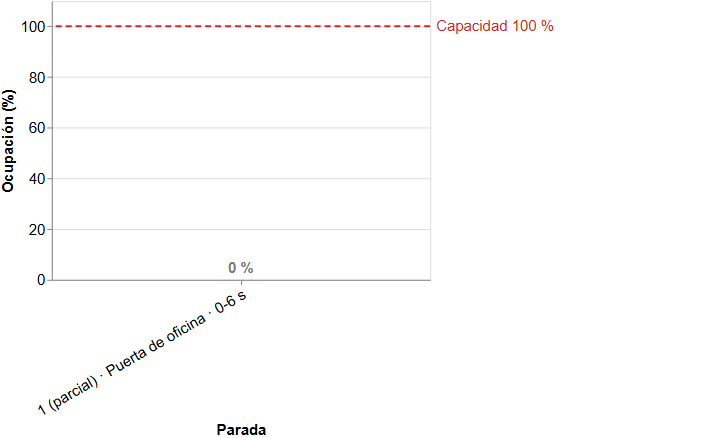 100
Capacidad 100 %
80
60
40
20
0
Ocupación (%)
0 %
1 (parcial) · Puerta de oficina · 0-6 s
Parada